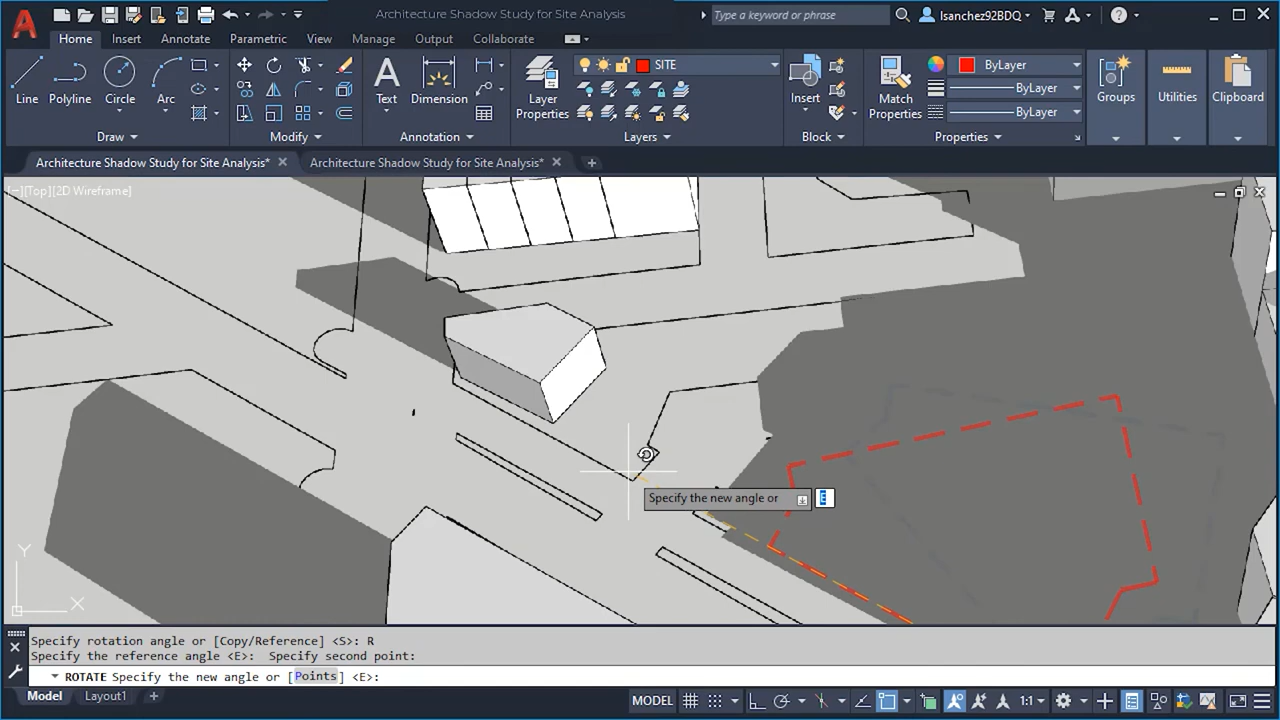 Architecture Shadow Study for Site Analysis
Type a keyword or phrase
lsanchez92BDQ
Home Insert Annotate Parametric View Manage Output Collaborate
SITE
ByLayer
ByLayer
ByLayer
Line Polyline Circle Arc
Text Dimension
Layer Properties
Insert
Match Properties
Groups Utilities Clipboard
Draw Modify Annotation Layers Block Properties
Architecture Shadow Study for Site Analysis* Architecture Shadow Study for Site Analysis*
[−][Top][2D Wireframe]
Specify the new angle or E
Y
X
Specify rotation angle or [Copy/Reference] <S>: R
Specify the reference angle <E>: Specify second point:
ROTATE Specify the new angle or [Points] <E>:
Model Layout1
MODEL 1:1